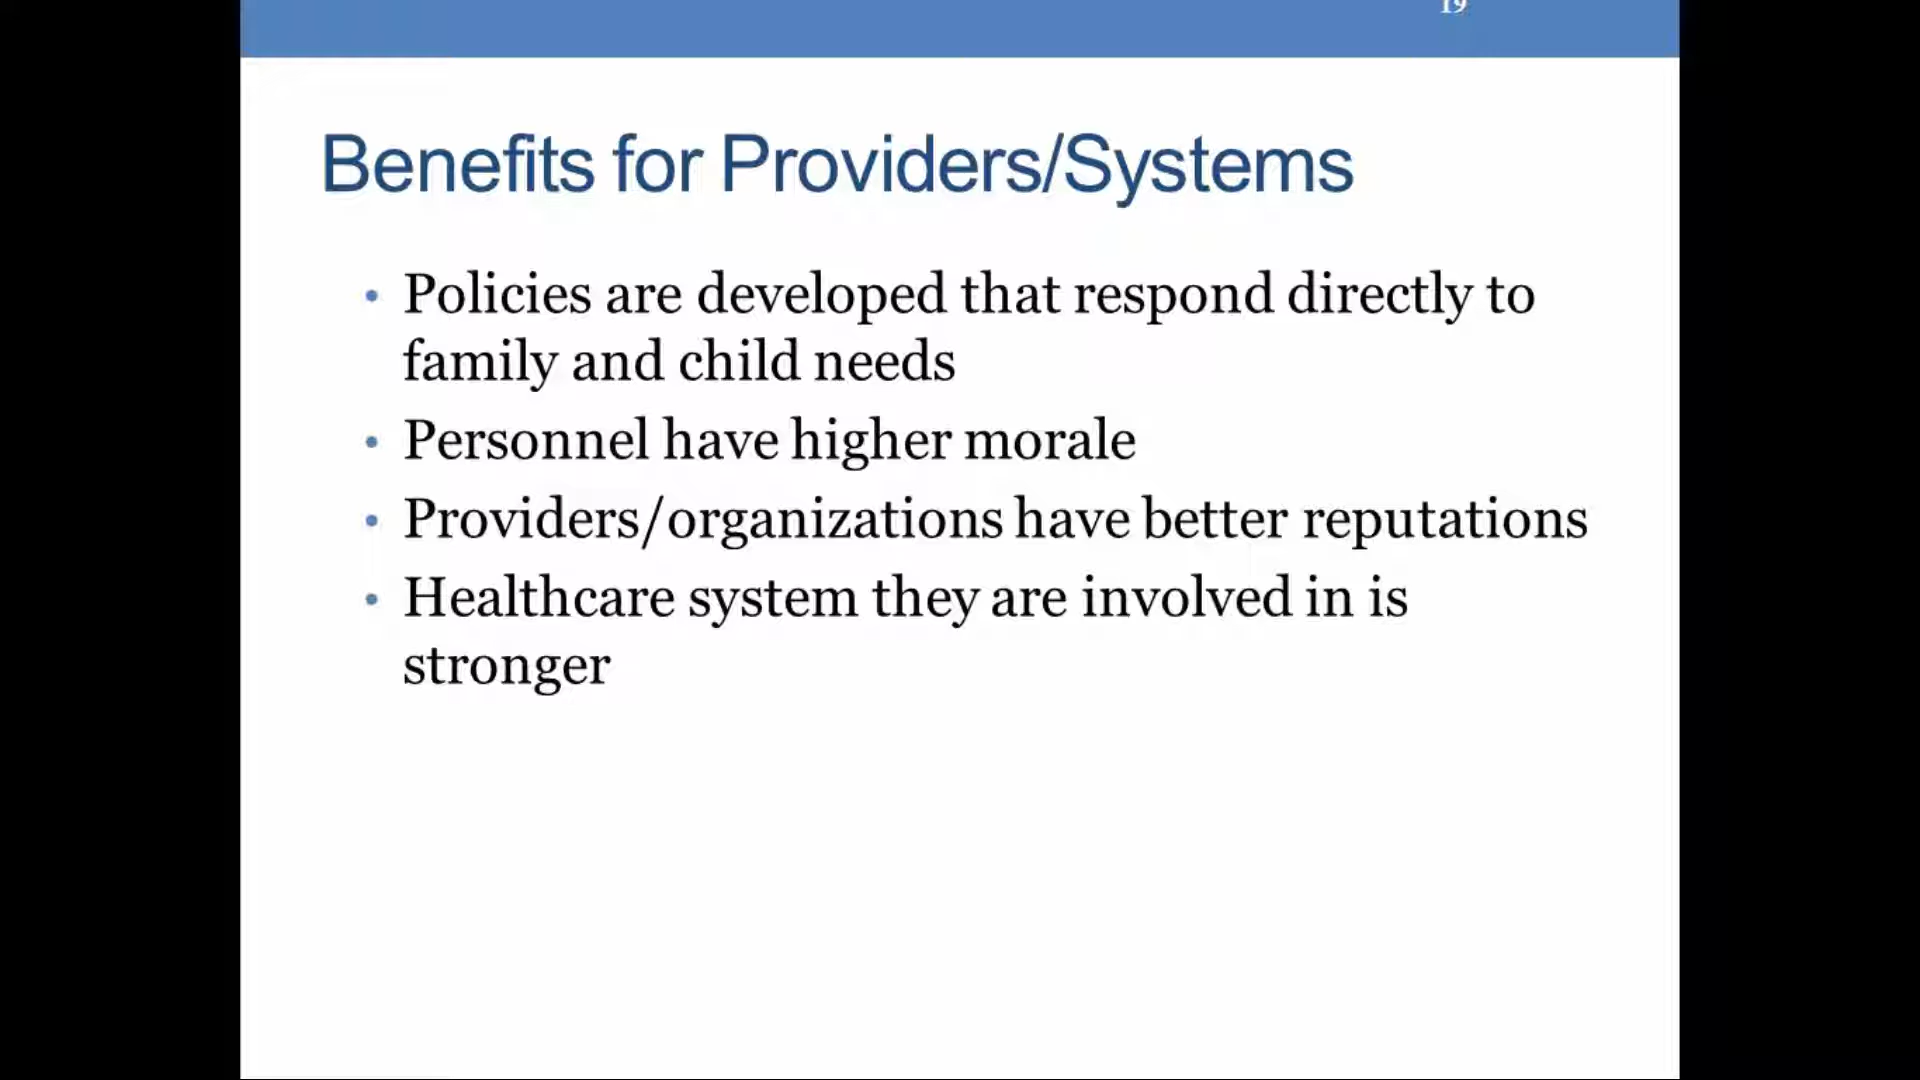 19
Benefits for Providers/Systems
• Policies are developed that respond directly to
family and child needs
• Personnel have higher morale
• Providers/organizations have better reputations
• Healthcare system they are involved in is
stronger